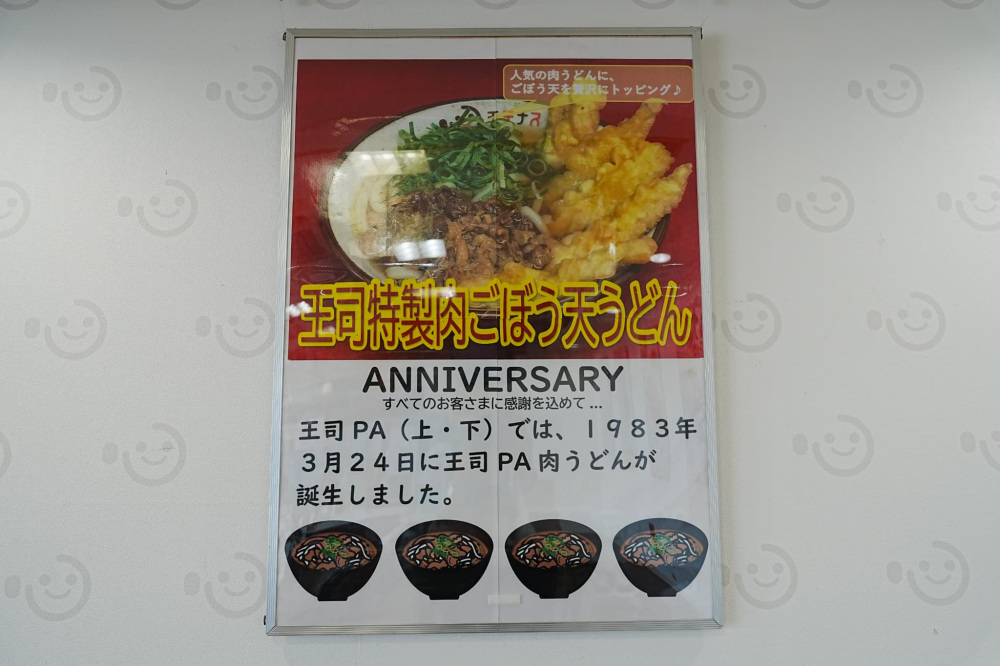 人気の肉うどんに、
ごぼう天を贅沢にトッピング♪
王司特製肉ごぼう天うどん
ANNIVERSARY
すべてのお客さまに感謝を込めて...
王司PA（上・下）では、１９８３年
３月２４日に王司PA肉うどんが
誕生しました。